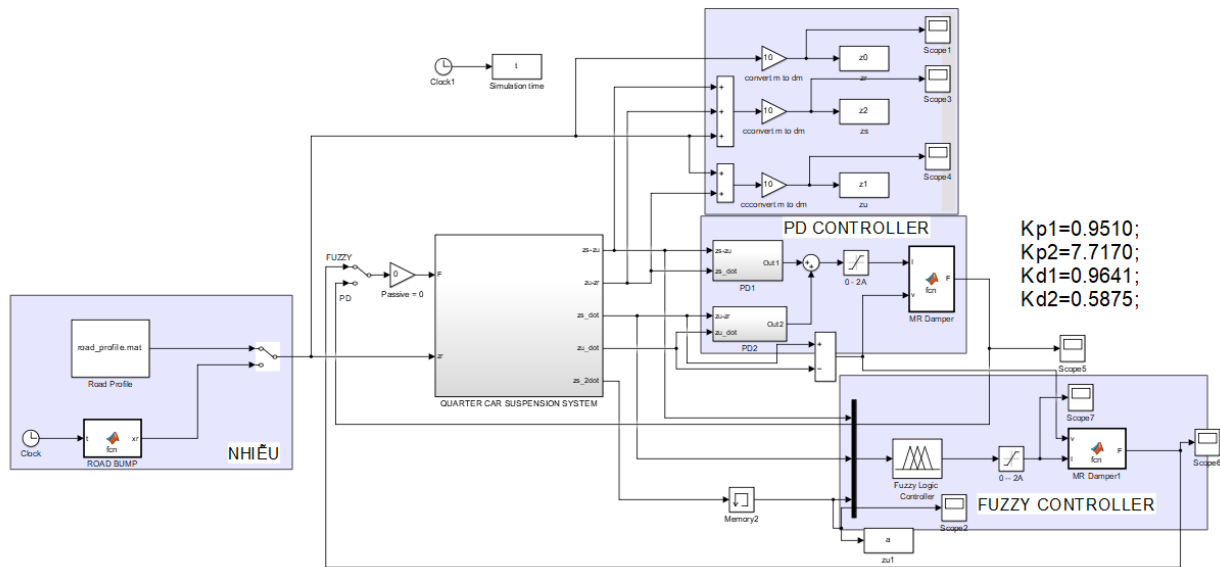 Clock1
t
Simulation time
10
convert m to dm
z0
zr
Scope1
+
+
+
10
cconvert m to dm
z2
zs
Scope3
+
+
10
ccconvert m to dm
z1
zu
Scope4
PD CONTROLLER
Kp1=0.9510;
Kp2=7.7170;
Kd1=0.9641;
Kd2=0.5875;
FUZZY
PD
0
Passive = 0
F
zr
zs-zu
zu-zr
zs_dot
zu_dot
zs_2dot
QUARTER CAR SUSPENSION SYSTEM
zs-zu
zs_dot
Out1
PD1
zu-zr
zu_dot
Out2
PD2
+
+
0 - 2A
I
v
fcn
F
MR Damper
+
−
Scope5
road_profile.mat
Road Profile
Clock
t
fcn
xr
ROAD BUMP
NHIỄU
Fuzzy Logic
Controller
0 -- 2A
Scope7
v
I
fcn
F
MR Damper1
Scope6
Scope2
FUZZY CONTROLLER
Memory2
a
zu1